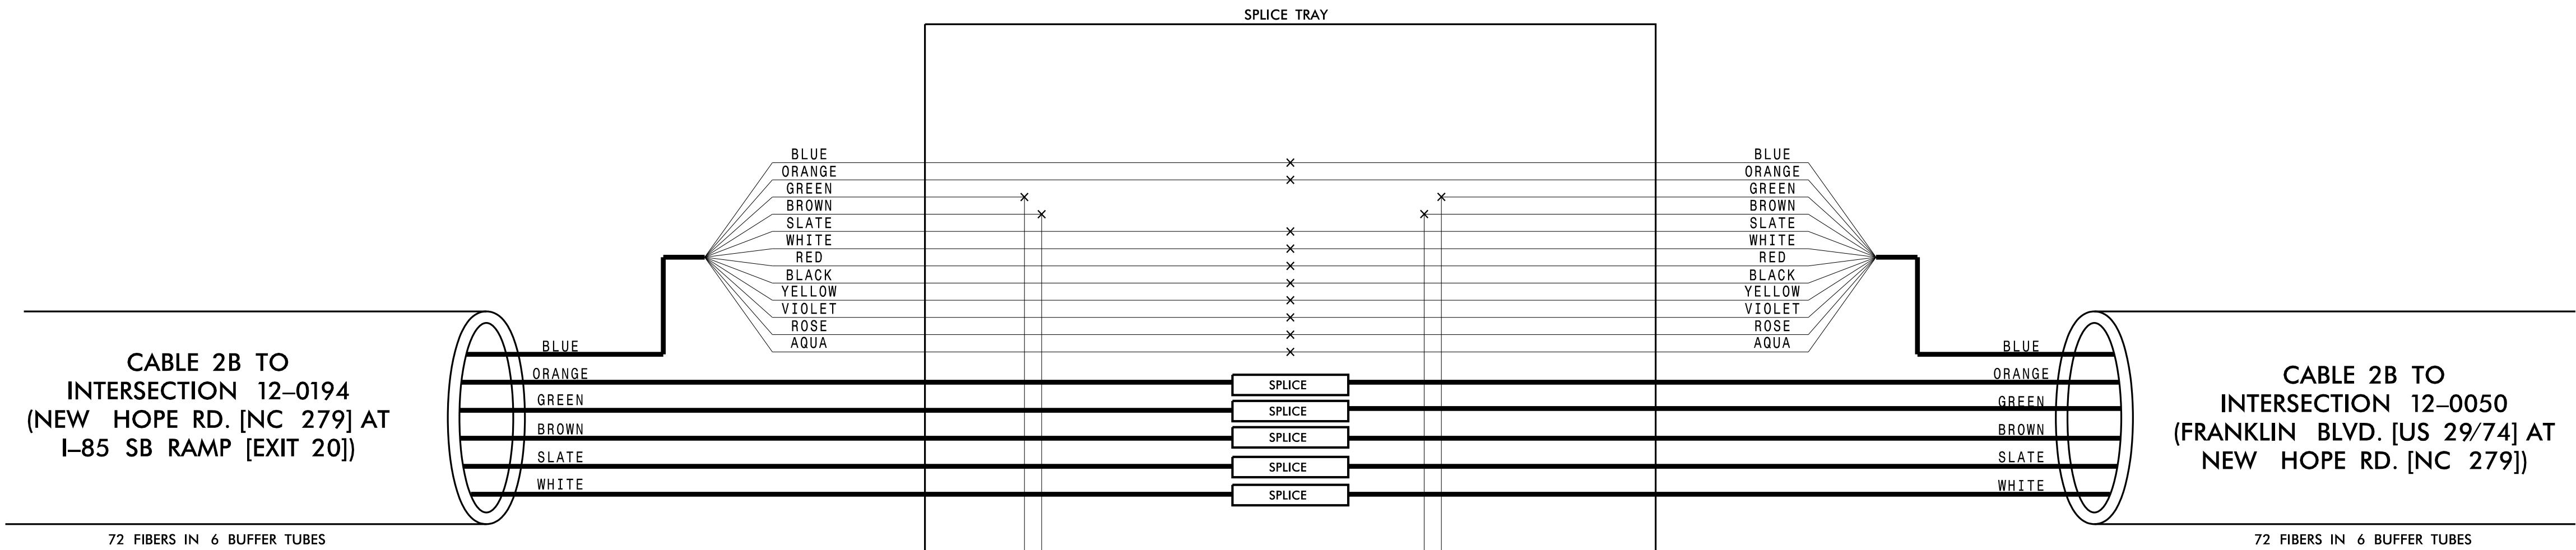 SPLICE TRAY
BLUE BLUE
ORANGE ORANGE
GREEN GREEN
BROWN BROWN
SLATE SLATE
WHITE WHITE
RED RED
BLACK BLACK
YELLOW YELLOW
VIOLET VIOLET
ROSE ROSE
AQUA AQUA
CABLE 2B TO
INTERSECTION 12–0194
(NEW HOPE RD. [NC 279] AT
I–85 SB RAMP [EXIT 20])
72 FIBERS IN 6 BUFFER TUBES
BLUE
ORANGE
GREEN
BROWN
SLATE
WHITE
SPLICE
SPLICE
SPLICE
SPLICE
SPLICE
BLUE
ORANGE
GREEN
BROWN
SLATE
WHITE
CABLE 2B TO
INTERSECTION 12–0050
(FRANKLIN BLVD. [US 29/74] AT
NEW HOPE RD. [NC 279])
72 FIBERS IN 6 BUFFER TUBES